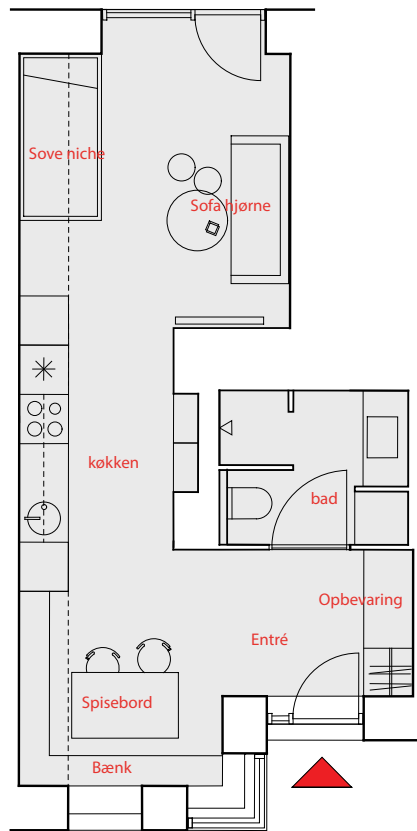 Sove niche
Sofa hjørne
køkken
bad
Opbevaring
Entré
Spisebord
Bænk